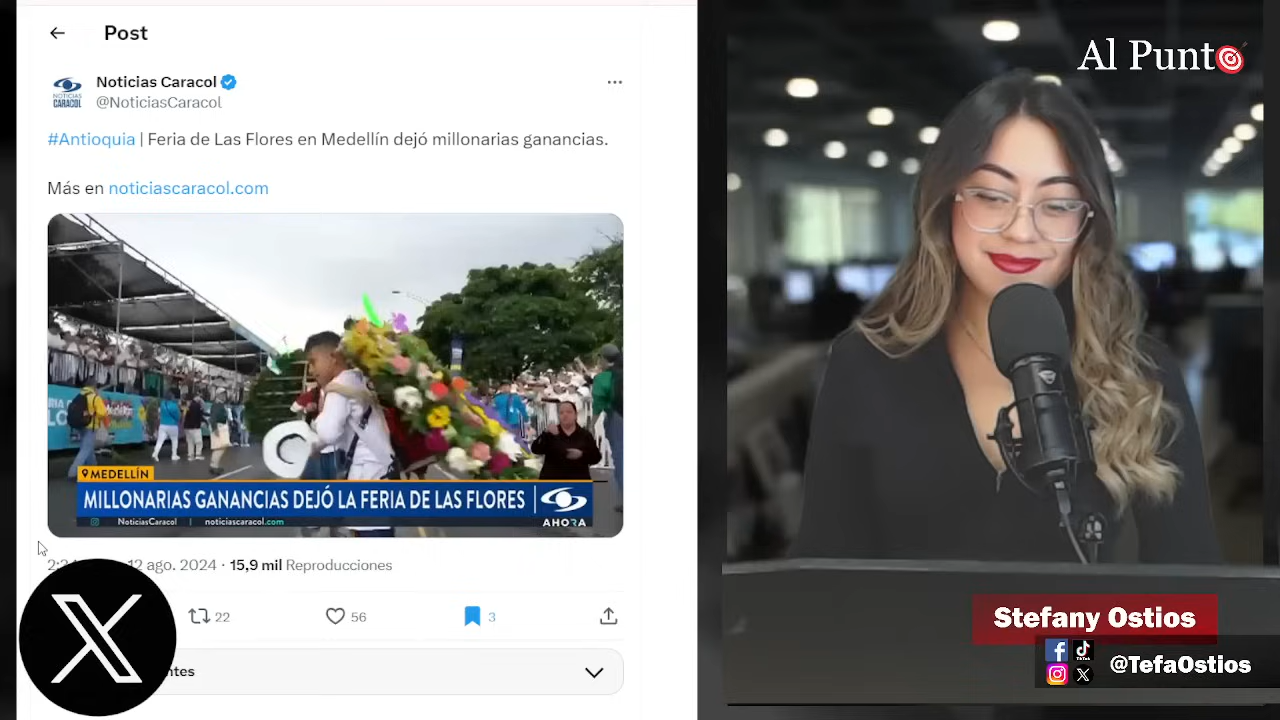 Post
Noticias Caracol
@NoticiasCaracol
#Antioquia | Feria de Las Flores en Medellín dejó millonarias ganancias.
Más en noticiascaracol.com
NOTICIAS
CARACOL
MEDELLÍN
MILLONARIAS GANANCIAS DEJÓ LA FERIA DE LAS FLORES
NoticiasCaracol | noticiascaracol.com
AHORA
12 ago. 2024 · 15,9 mil Reproducciones
22
56
3
Al Punto
Stefany Ostios
@TefaOstios